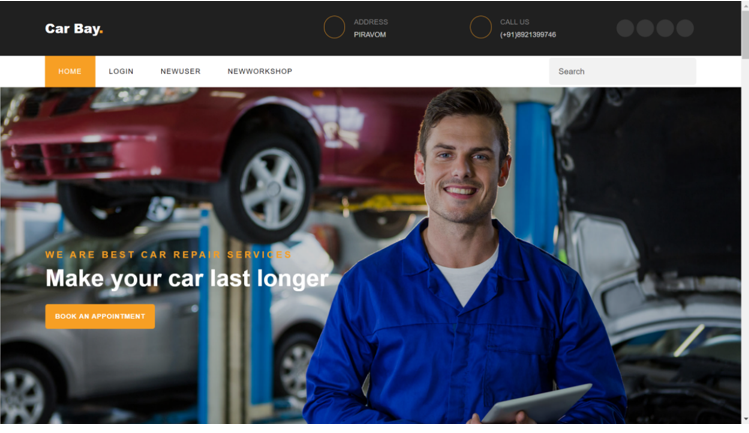 Car Bay.
ADDRESS
PIRAVOM
CALL US
(+91)8921399746
HOME LOGIN NEWUSER NEWWORKSHOP
Search
WE ARE BEST CAR REPAIR SERVICES
Make your car last longer
BOOK AN APPOINTMENT